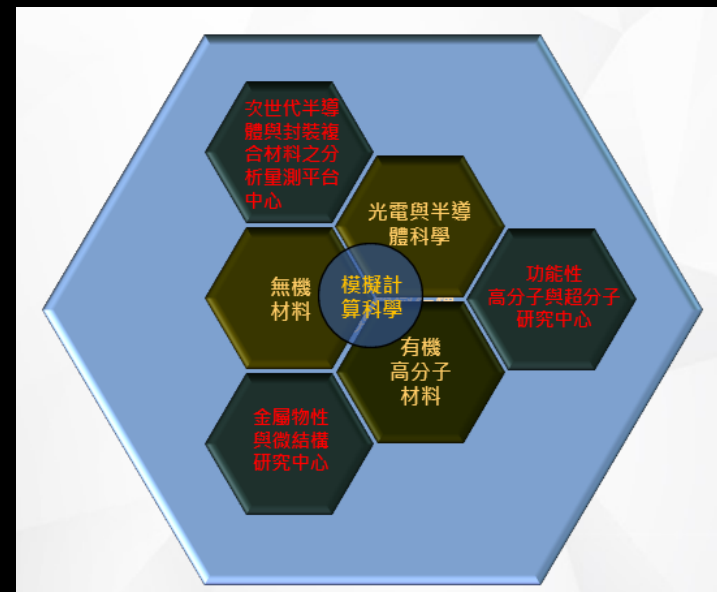 次世代半導
體與封裝複
合材料之分
析量測平台
中心
光電與半導
體科學
無機
材料
模擬計
算科學
功能性
高分子與超分子
研究中心
有機
高分子
材料
金屬物性
與微結構
研究中心